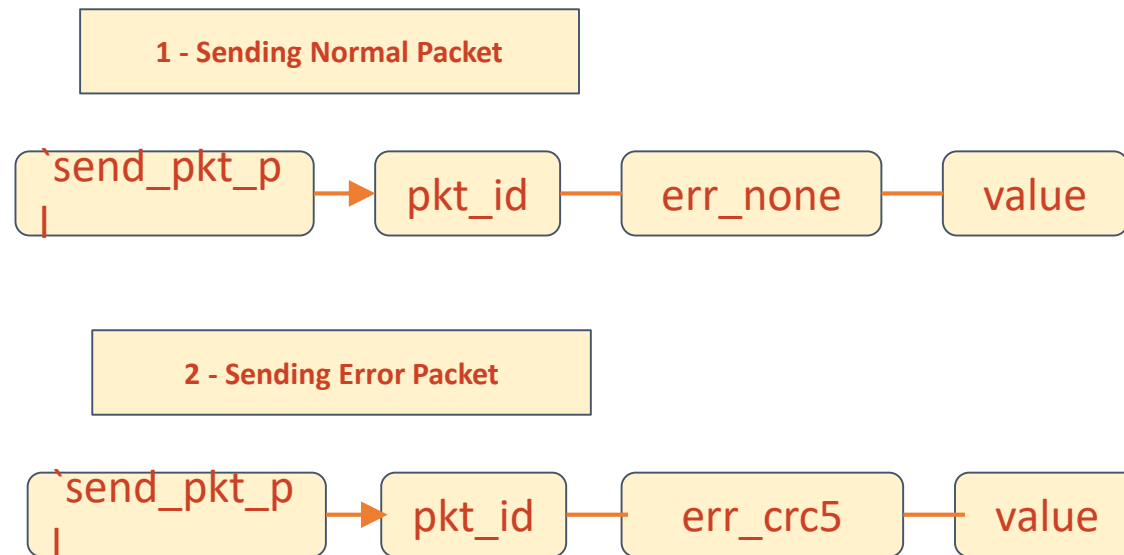 1 - Sending Normal Packet
`send_pkt_p
l
pkt_id
err_none
value
2 - Sending Error Packet
`send_pkt_p
l
pkt_id
err_crc5
value